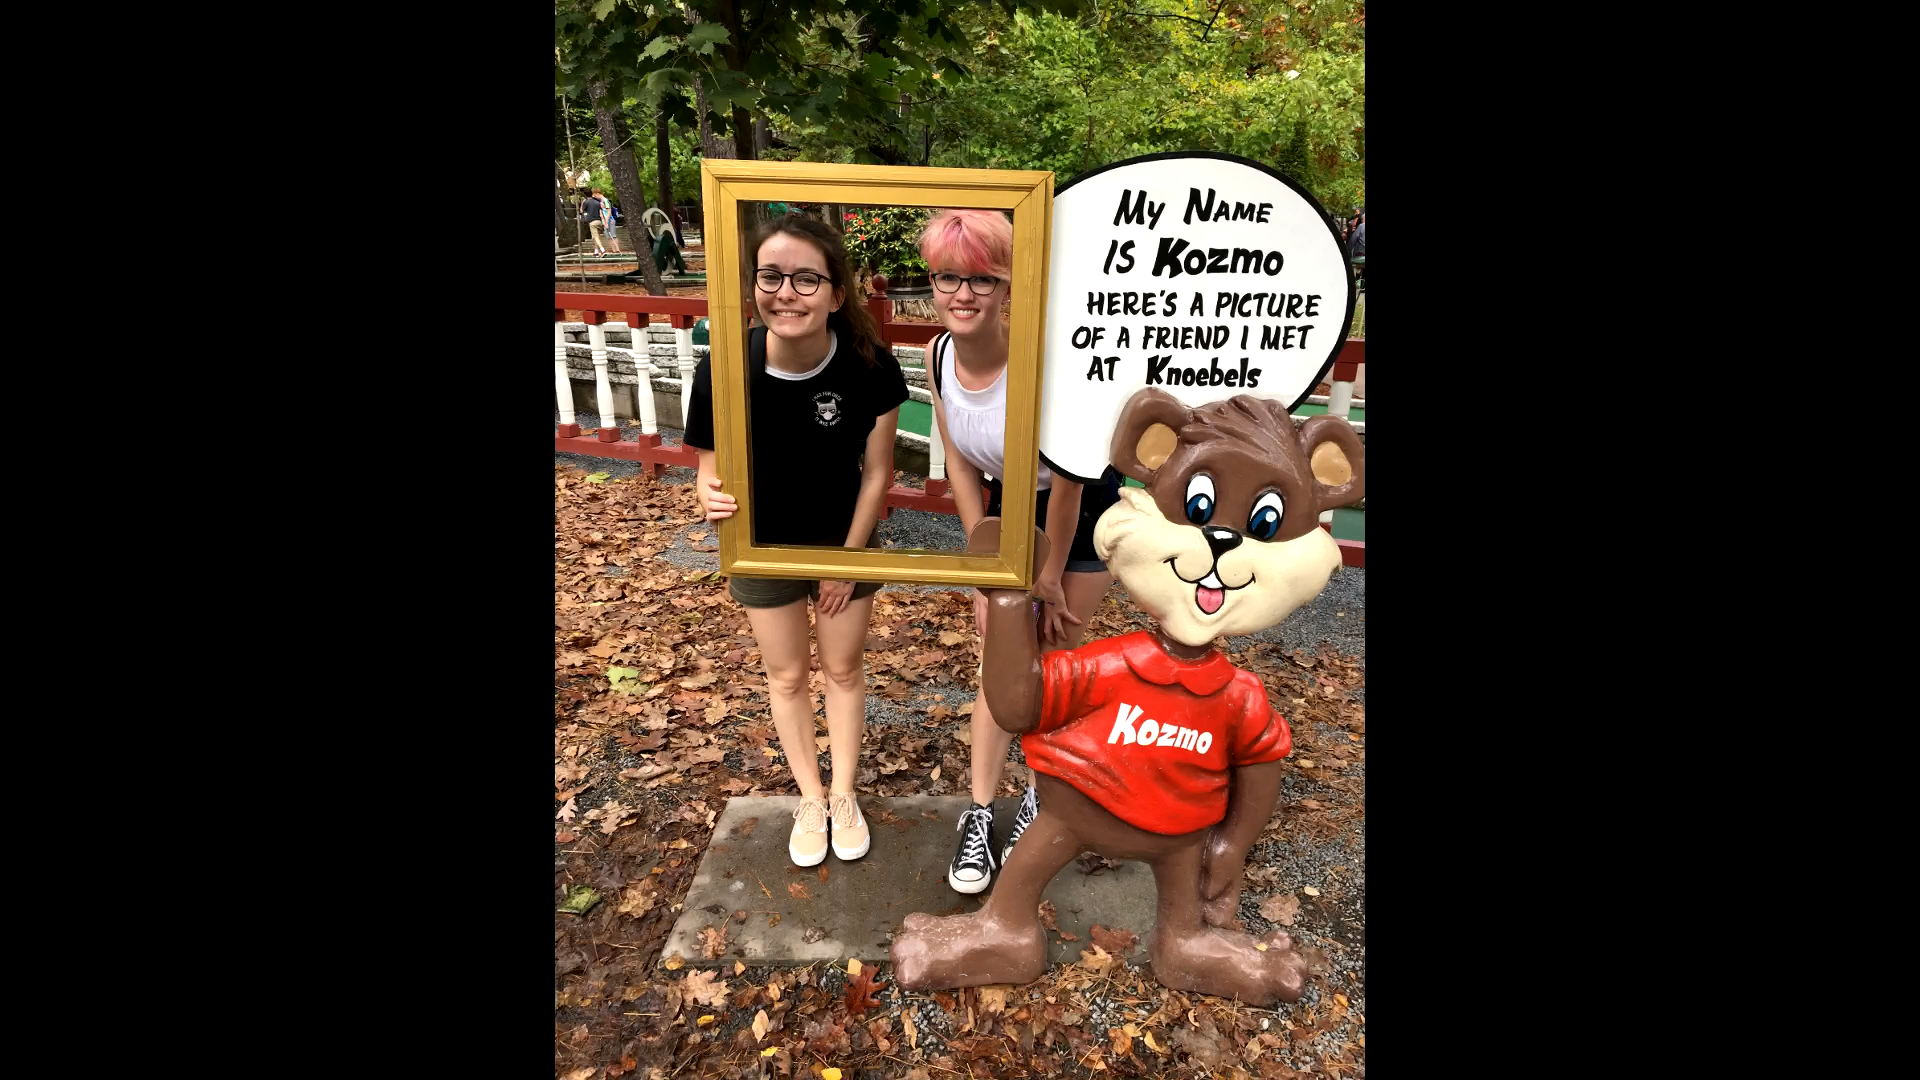 My Name
is Kozmo
HERE'S A PICTURE
OF A FRIEND I MET
AT Knoebels
Kozmo